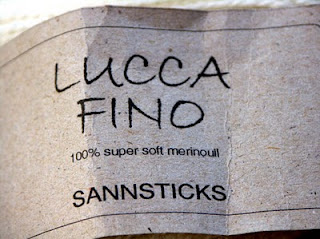 LUCCA
FINO
100% super soft merinoull
SANNSTICKS